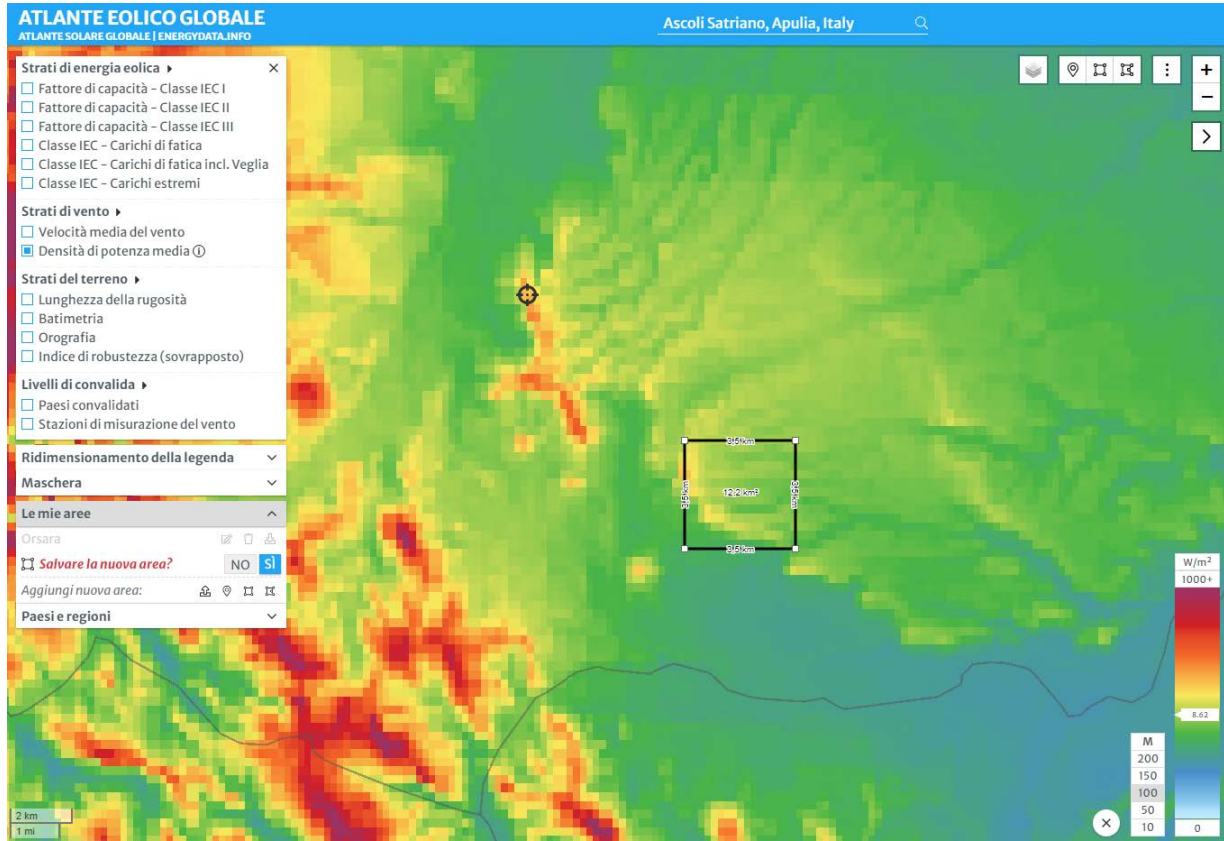 ATLANTE EOLICO GLOBALE
ATLANTE SOLARE GLOBALE | ENERGYDATA.INFO
Ascoli Satriano, Apulia, Italy
Strati di energia eolica
Fattore di capacità - Classe IEC I
Fattore di capacità - Classe IEC II
Fattore di capacità - Classe IEC III
Classe IEC - Carichi di fatica
Classe IEC - Carichi di fatica incl. Veglia
Classe IEC - Carichi estremi
Strati di vento
Velocità media del vento
Densità di potenza media
Strati del terreno
Lunghezza della rugosità
Batimetria
Orografia
Indice di robustezza (sovrapposto)
Livelli di convalida
Paesi convalidati
Stazioni di misurazione del vento
Ridimensionamento della legenda
Maschera
Le mie aree
Orsara
Salvare la nuova area? NO SÌ
Aggiungi nuova area:
Paesi e regioni
3.5 km
3.5 km
12.2 km²
3.5 km
3.5 km
W/m²
1000+
8.62
0
M
200
150
100
50
10
2 km
1 mi